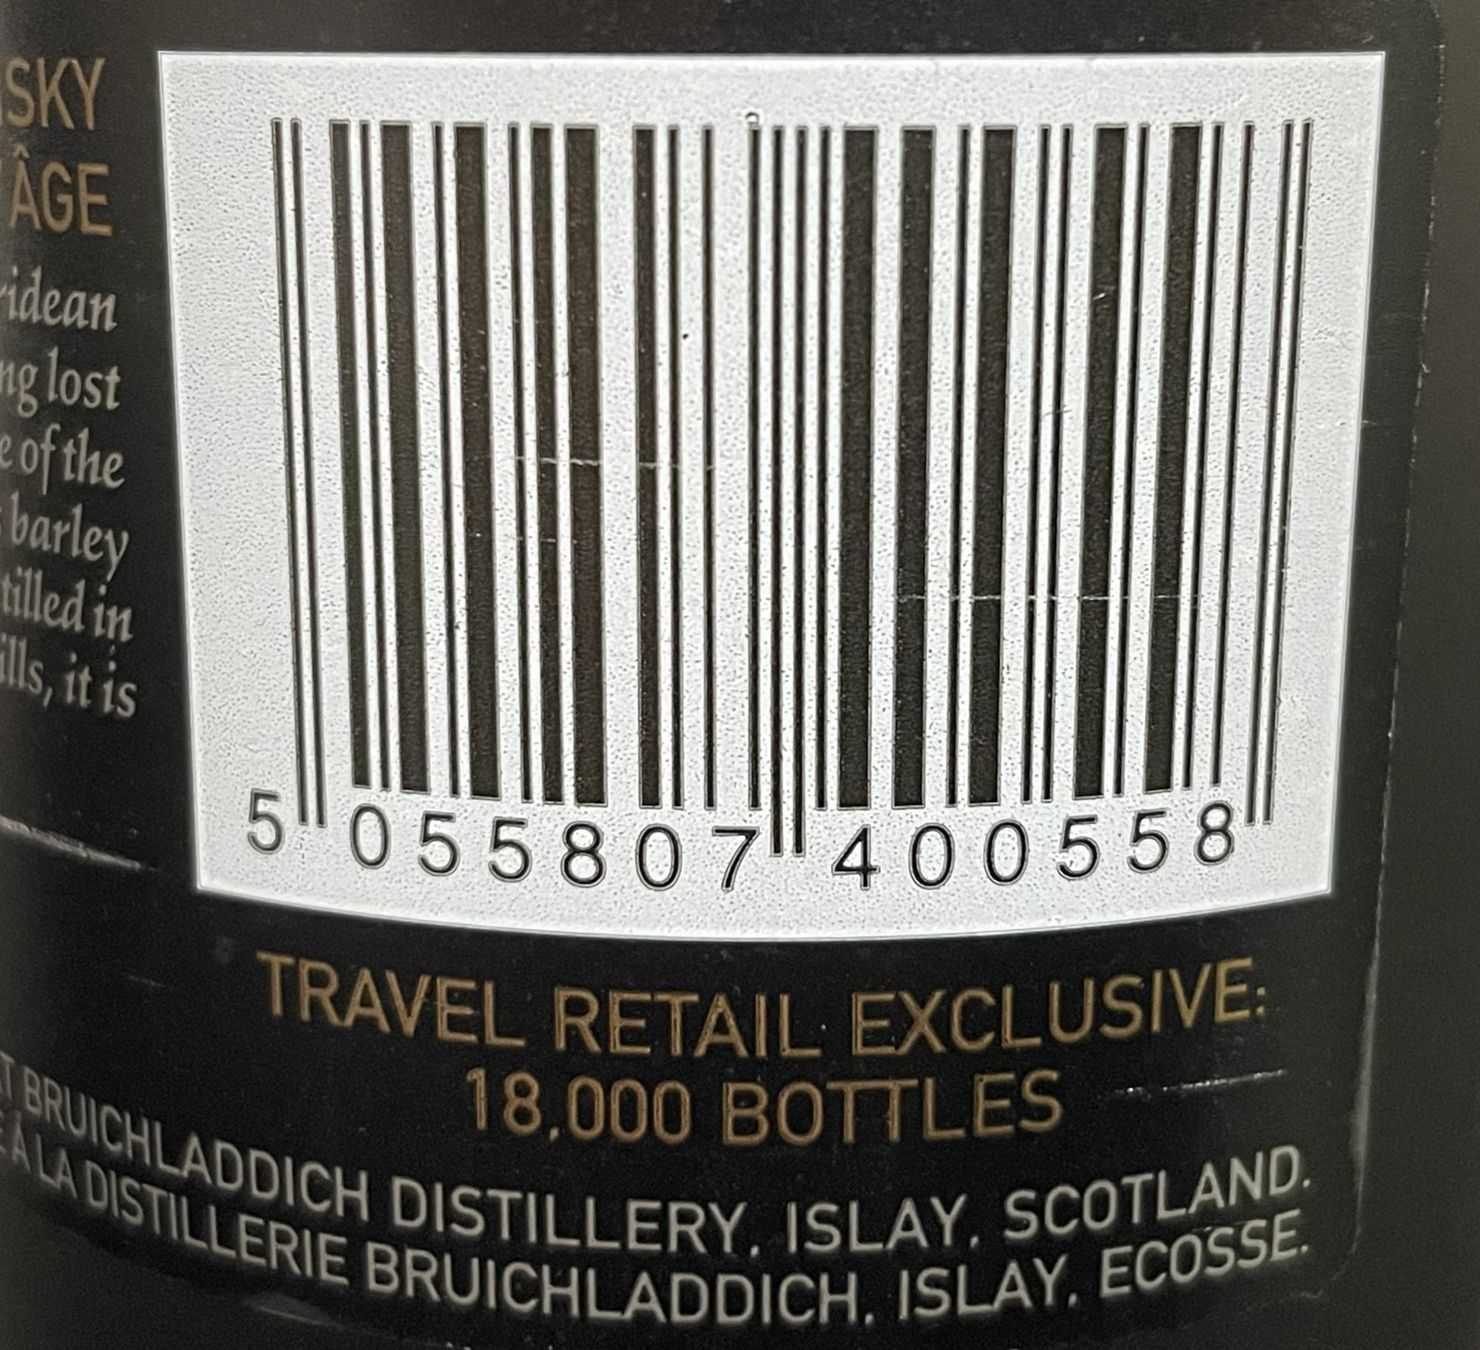 SKY
ÂGE
idean
ng lost
e of the
barley
tilled in
ills, it is
5 055807 400558
TRAVEL RETAIL EXCLUSIVE:
18,000 BOTTLES
T BRUICHLADDICH DISTILLERY, ISLAY, SCOTLAND.
E À LA DISTILLERIE BRUICHLADDICH, ISLAY, ECOSSE.